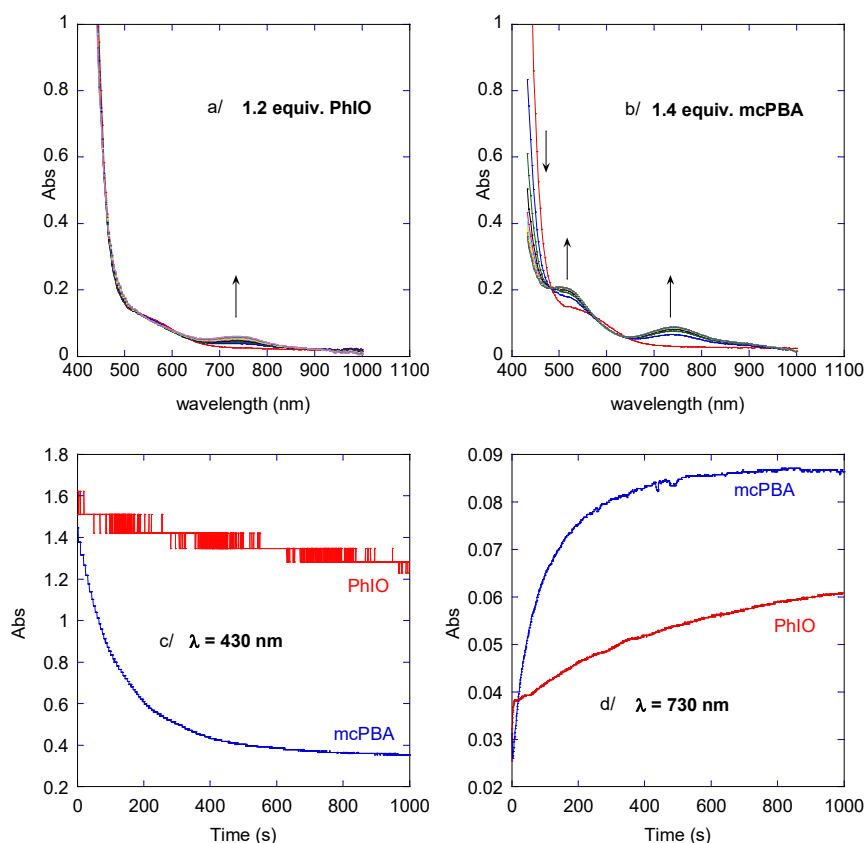 a/ 1.2 equiv. PhIO
Abs
1
0.8
0.6
0.4
0.2
0
400 500 600 700 800 900 1000 1100
wavelength (nm)
b/ 1.4 equiv. mcPBA
Abs
1
0.8
0.6
0.4
0.2
0
400 500 600 700 800 900 1000 1100
wavelength (nm)
Abs
1.8
1.6
1.4
1.2
1
0.8
0.6
0.4
0.2
PhIO
c/ λ = 430 nm
mcPBA
0 200 400 600 800 1000
Time (s)
0.09
0.08
0.07
0.06
0.05
0.04
0.03
0.02
mcPBA
PhIO
d/ λ = 730 nm
0 200 400 600 800 1000
Time (s)